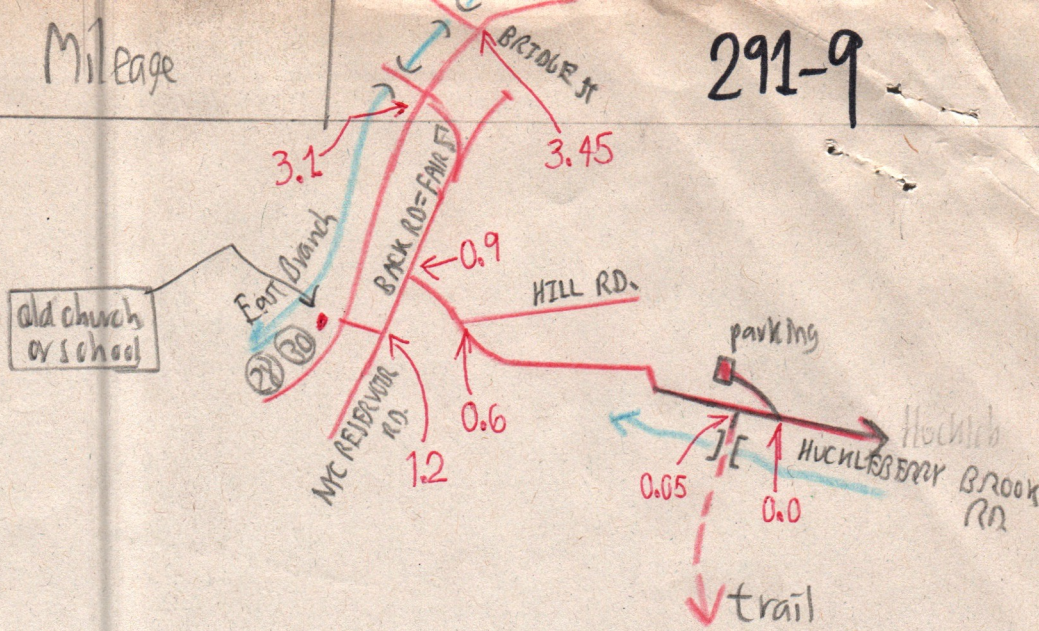 Mileage
291-9
BRIDGE ST
3.1
3.45
BACK RD=FAIR ST
East Branch
0.9
HILL RD.
old church
or school
28 30
parking
NYC RESERVOIR
RD.
1.2
0.6
0.05
0.0
HUCKLEBERRY BROOK
RD
trail